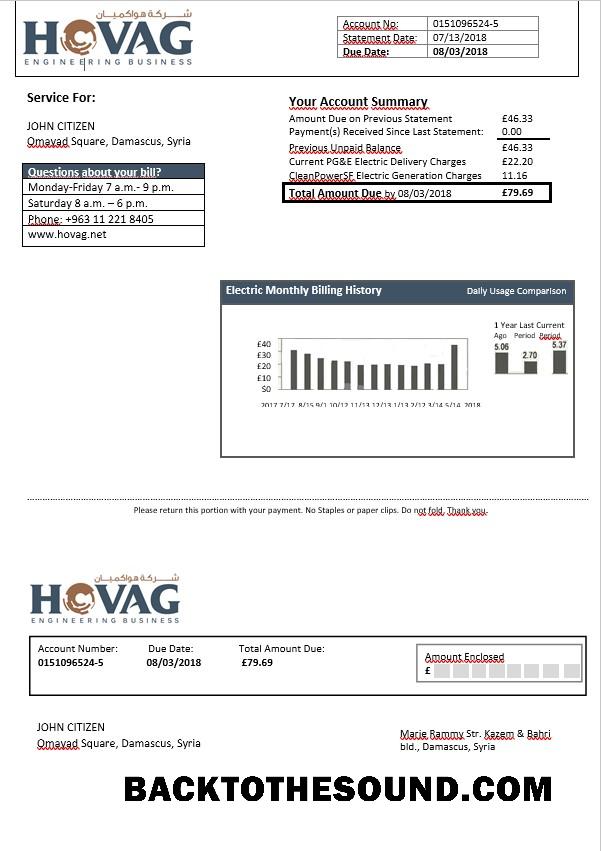 شركة هواكميان
HOVAG
ENGINEERING BUSINESS
Account No: 0151096524-5
Statement Date: 07/13/2018
Due Date: 08/03/2018
Service For:
JOHN CITIZEN
Omayad Square, Damascus, Syria
Questions about your bill?
Monday-Friday 7 a.m.- 9 p.m.
Saturday 8 a.m. – 6 p.m.
Phone: +963 11 221 8405
www.hovag.net
Your Account Summary
Amount Due on Previous Statement £46.33
Payment(s) Received Since Last Statement: 0.00
Previous Unpaid Balance £46.33
Current PG&E Electric Delivery Charges £22.20
CleanPowerSF Electric Generation Charges 11.16
Total Amount Due by 08/03/2018 £79.69
Electric Monthly Billing History Daily Usage Comparison
1 Year Last Current
Ago Period Period
5.06 2.70 5.37
£40
£30
£20
£10
$0
2017 7/17 8/15 9/1 10/12 11/13 12/13 1/13 2/12 3/14 5/14 2018
Please return this portion with your payment. No Staples or paper clips. Do not fold. Thank you.
شركة هواكميان
HOVAG
ENGINEERING BUSINESS
Account Number: Due Date: Total Amount Due:
0151096524-5 08/03/2018 £79.69
Amount Enclosed
£
JOHN CITIZEN
Omayad Square, Damascus, Syria
Marie Rammy Str. Kazem & Bahri
bld., Damascus, Syria
BACKTOTHESOUND.COM